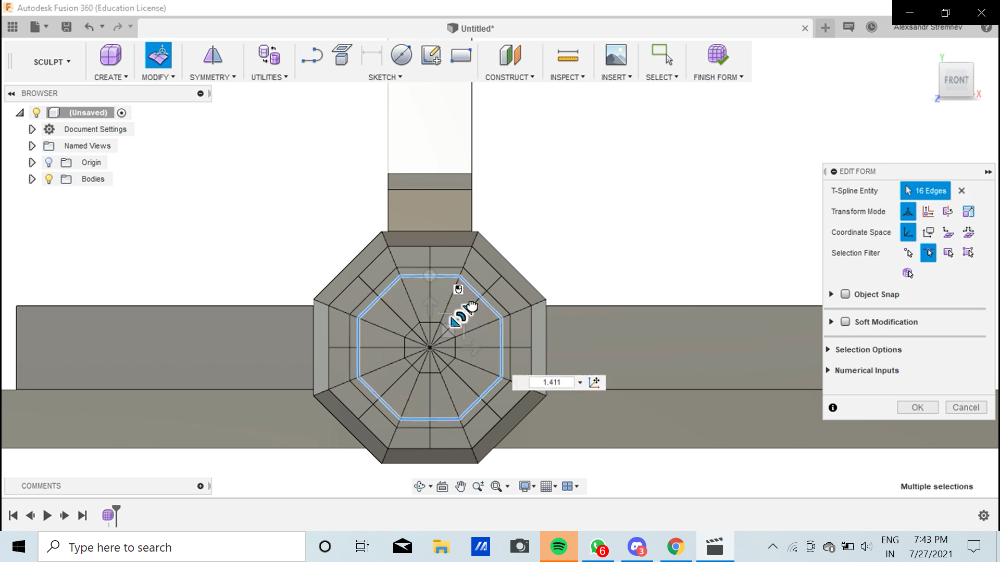 Autodesk Fusion 360 (Education License)
Untitled*
Alexsandr Stremnev
SCULPT
CREATE
MODIFY
SYMMETRY
UTILITIES
SKETCH
CONSTRUCT
INSPECT
INSERT
SELECT
FINISH FORM
Y
FRONT
X
Z
BROWSER
(Unsaved)
Document Settings
Named Views
Origin
Bodies
EDIT FORM
T-Spline Entity
16 Edges
Transform Mode
Coordinate Space
Selection Filter
Object Snap
Soft Modification
Selection Options
Numerical Inputs
OK
Cancel
1.411
COMMENTS
Multiple selections
Type here to search
6
3
ENG
IN
7:43 PM
7/27/2021